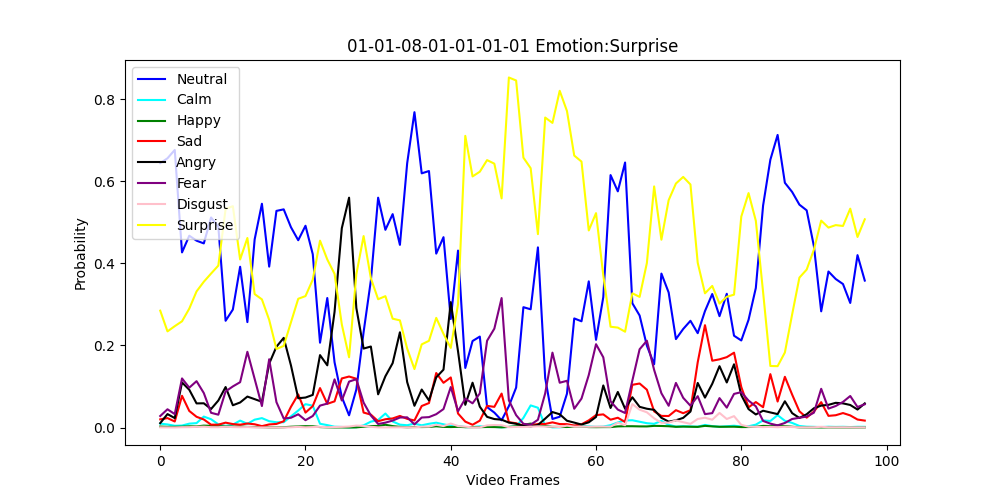 01-01-08-01-01-01-01 Emotion:Surprise
Neutral
Calm
Happy
Sad
Angry
Fear
Disgust
Surprise
0.8
0.6
0.4
0.2
0.0
Probability
0 20 40 60 80 100
Video Frames